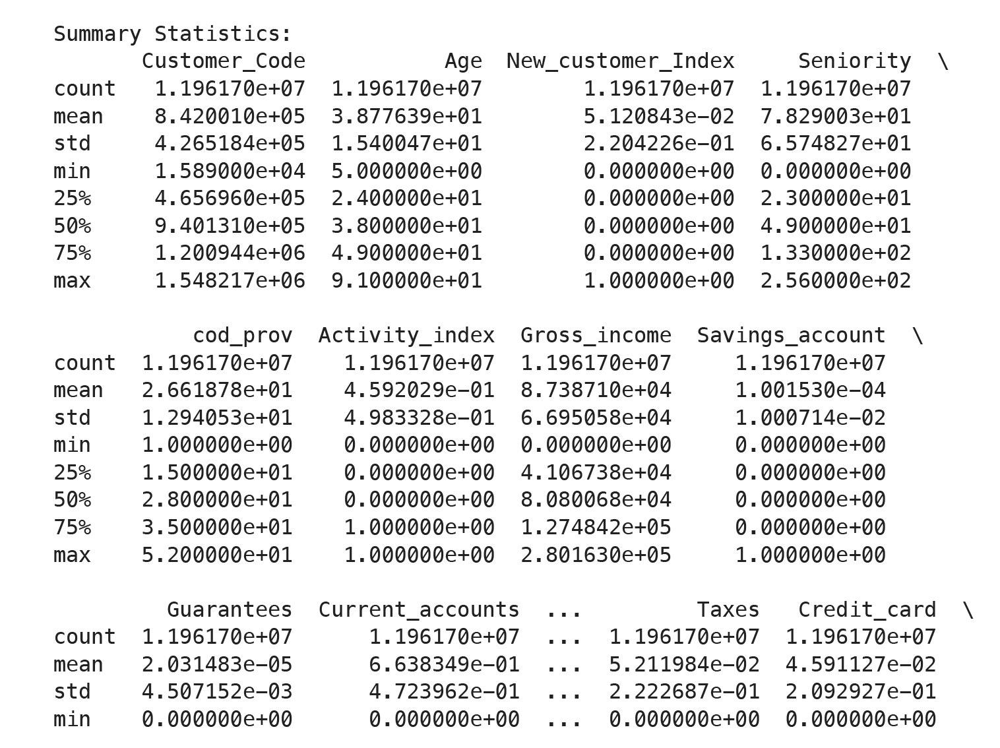 Summary Statistics:
       Customer_Code           Age  New_customer_Index     Seniority  \
count   1.196170e+07  1.196170e+07        1.196170e+07  1.196170e+07
mean    8.420010e+05  3.877639e+01        5.120843e−02  7.829003e+01
std     4.265184e+05  1.540047e+01        2.204226e−01  6.574827e+01
min     1.589000e+04  5.000000e+00        0.000000e+00  0.000000e+00
25%     4.656960e+05  2.400000e+01        0.000000e+00  2.300000e+01
50%     9.401310e+05  3.800000e+01        0.000000e+00  4.900000e+01
75%     1.200944e+06  4.900000e+01        0.000000e+00  1.330000e+02
max     1.548217e+06  9.100000e+01        1.000000e+00  2.560000e+02

           cod_prov  Activity_index  Gross_income  Savings_account  \
count  1.196170e+07    1.196170e+07  1.196170e+07     1.196170e+07
mean   2.661878e+01    4.592029e−01  8.738710e+04     1.001530e−04
std    1.294053e+01    4.983328e−01  6.695058e+04     1.000714e−02
min    1.000000e+00    0.000000e+00  0.000000e+00     0.000000e+00
25%    1.500000e+01    0.000000e+00  4.106738e+04     0.000000e+00
50%    2.800000e+01    0.000000e+00  8.080068e+04     0.000000e+00
75%    3.500000e+01    1.000000e+00  1.274842e+05     0.000000e+00
max    5.200000e+01    1.000000e+00  2.801630e+05     1.000000e+00

         Guarantees  Current_accounts  ...         Taxes   Credit_card  \
count  1.196170e+07      1.196170e+07  ...  1.196170e+07  1.196170e+07
mean   2.031483e−05      6.638349e−01  ...  5.211984e−02  4.591127e−02
std    4.507152e−03      4.723962e−01  ...  2.222687e−01  2.092927e−01
min    0.000000e+00      0.000000e+00  ...  0.000000e+00  0.000000e+00